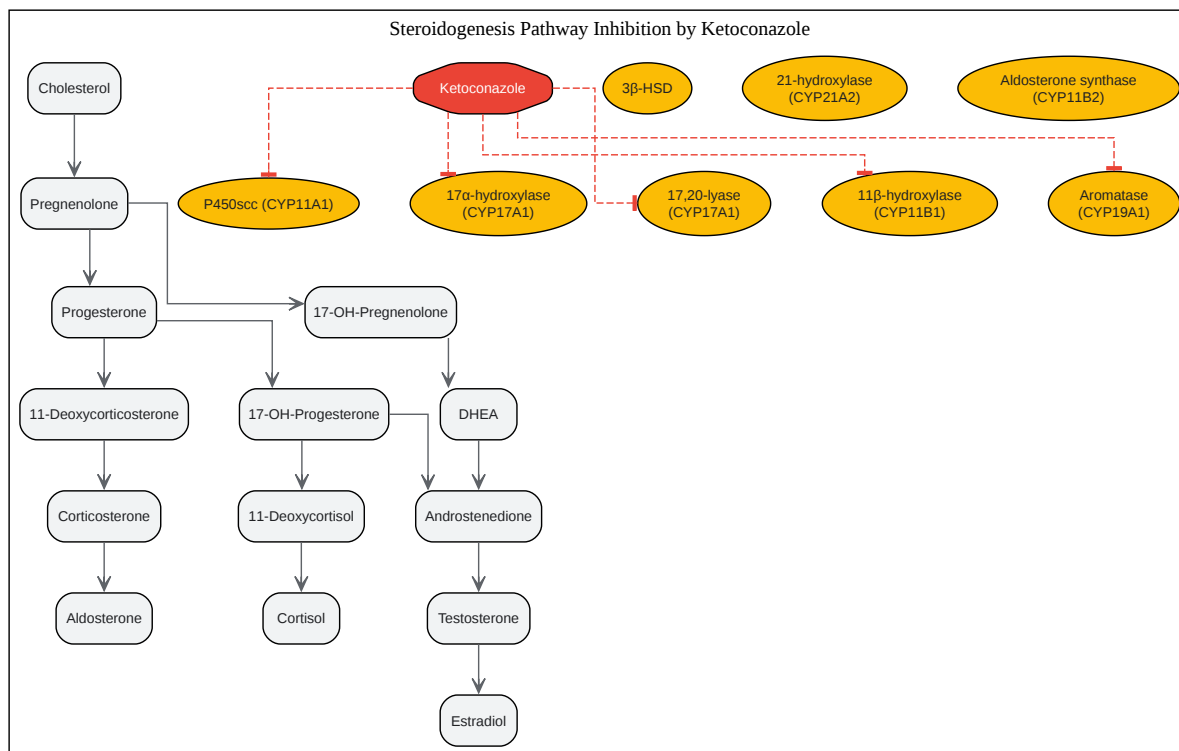 Steroidogenesis Pathway Inhibition by Ketoconazole
Cholesterol
Ketoconazole
3β-HSD
21-hydroxylase
(CYP21A2)
Aldosterone synthase
(CYP11B2)
Pregnenolone
P450scc (CYP11A1)
17α-hydroxylase
(CYP17A1)
17,20-lyase
(CYP17A1)
11β-hydroxylase
(CYP11B1)
Aromatase
(CYP19A1)
Progesterone
17-OH-Pregnenolone
11-Deoxycorticosterone
17-OH-Progesterone
DHEA
Corticosterone
11-Deoxycortisol
Androstenedione
Aldosterone
Cortisol
Testosterone
Estradiol